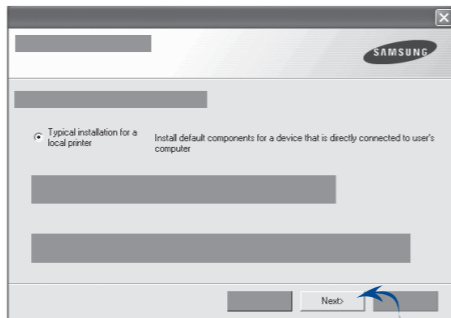 SAMSUNG
Typical installation for a
local printer
Install default components for a device that is directly connected to user's
computer
Next>